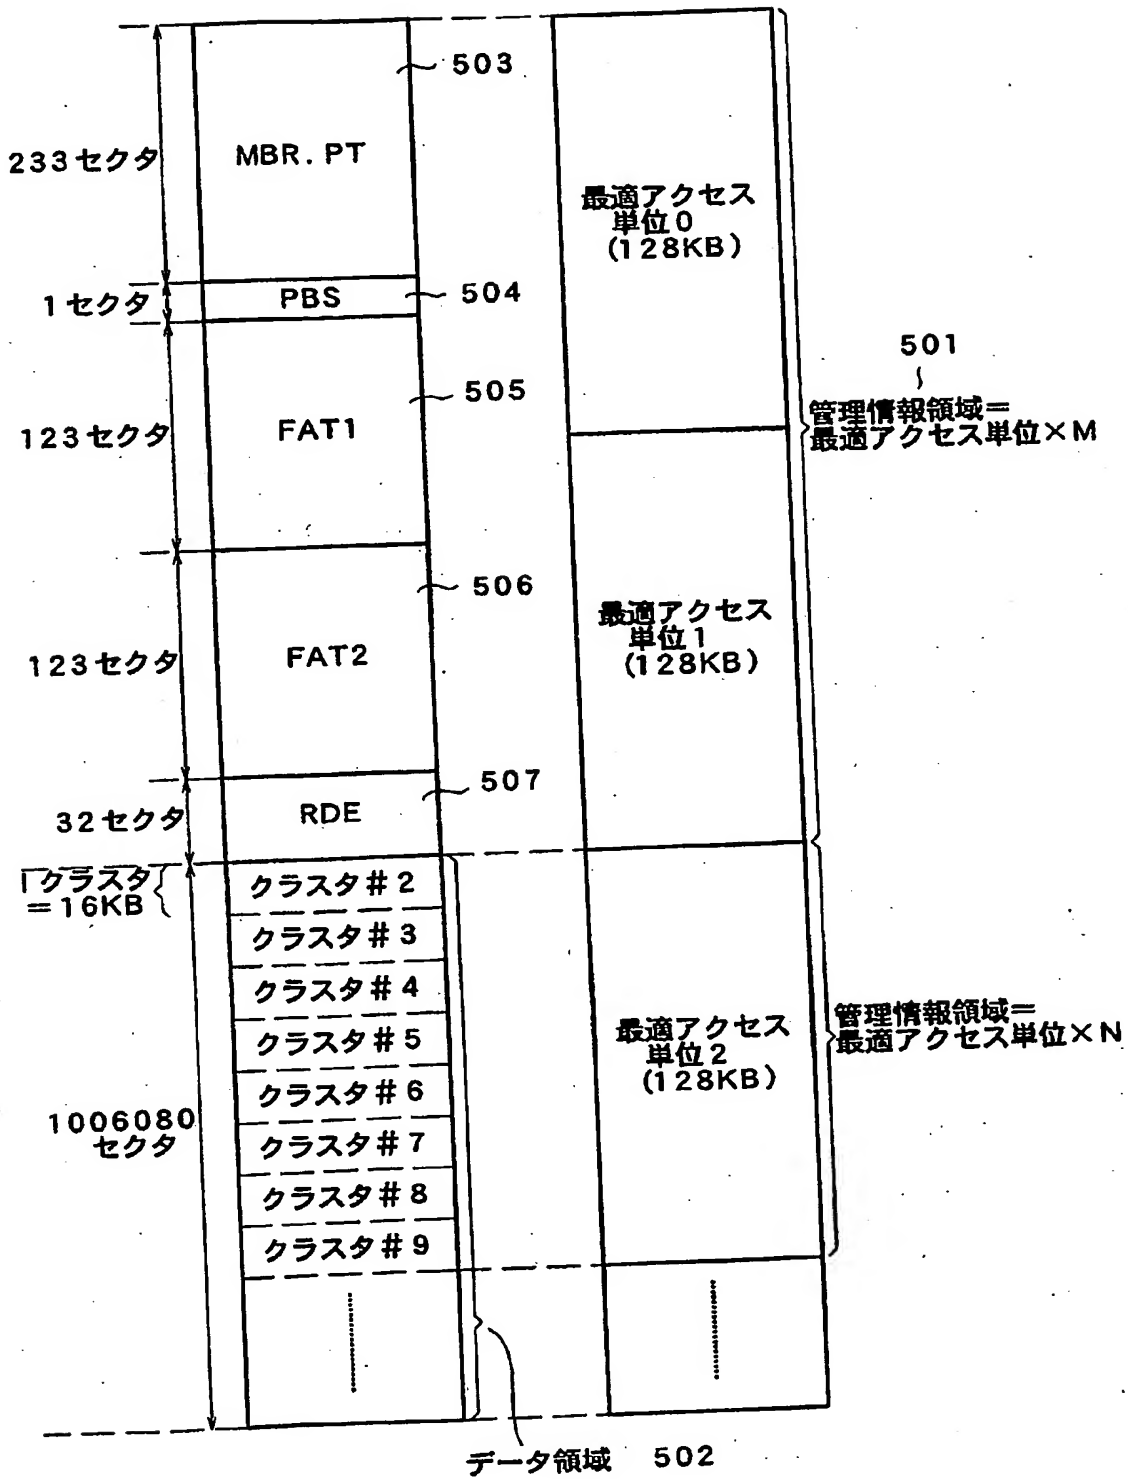 503
MBR.PT
233セクタ
最適アクセス
単位0
(128KB)
PBS
504
1セクタ
501
管理情報領域=
最適アクセス単位×M
505
FAT1
123セクタ
506
FAT2
123セクタ
最適アクセス
単位1
(128KB)
507
RDE
32セクタ
1クラスタ
=16KB
クラスタ#2
クラスタ#3
クラスタ#4
クラスタ#5
クラスタ#6
クラスタ#7
クラスタ#8
クラスタ#9
最適アクセス
単位2
(128KB)
管理情報領域=
最適アクセス単位×N
1006080
セクタ
データ領域 502